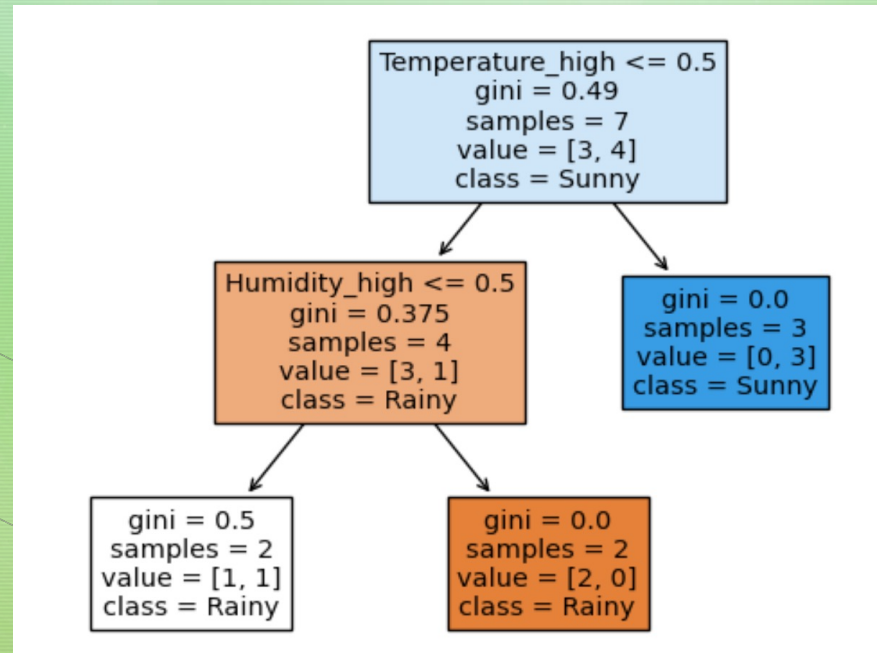 Temperature_high <= 0.5
gini = 0.49
samples = 7
value = [3, 4]
class = Sunny
Humidity_high <= 0.5
gini = 0.375
samples = 4
value = [3, 1]
class = Rainy
gini = 0.0
samples = 3
value = [0, 3]
class = Sunny
gini = 0.5
samples = 2
value = [1, 1]
class = Rainy
gini = 0.0
samples = 2
value = [2, 0]
class = Rainy